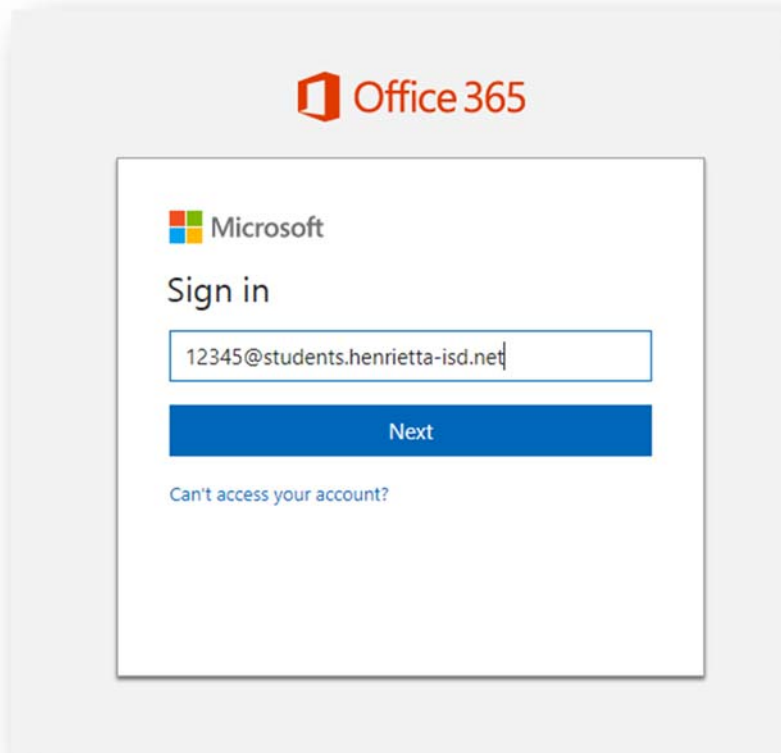 Office 365
Microsoft
Sign in
12345@students.henrietta-isd.net
Next
Can't access your account?